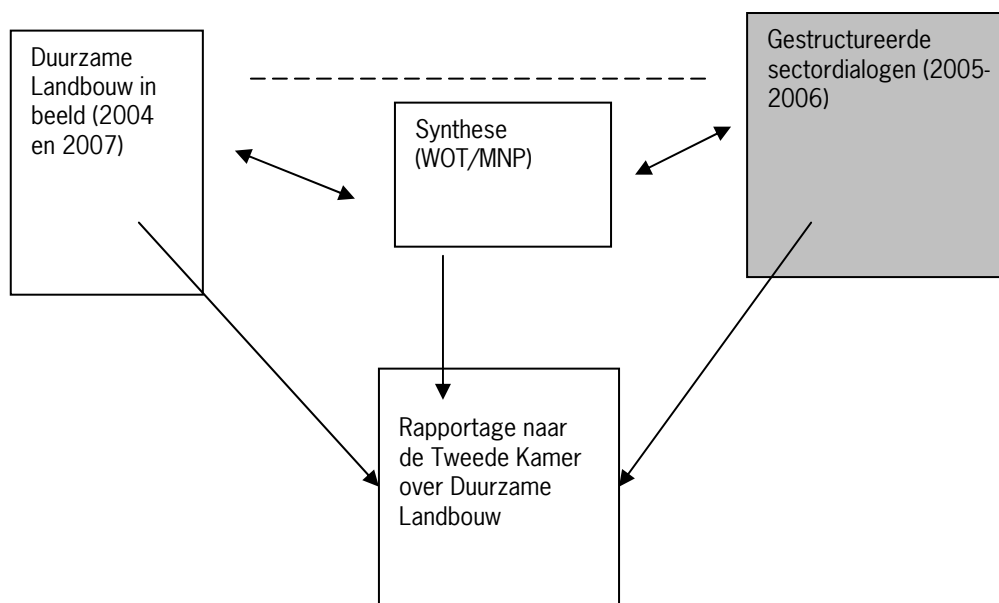 Duurzame
Landbouw in
beeld (2004
en 2007)
Synthese
(WOT/MNP)
Gestructureerde
sectordialogen (2005-
2006)
Rapportage naar
de Tweede Kamer
over Duurzame
Landbouw